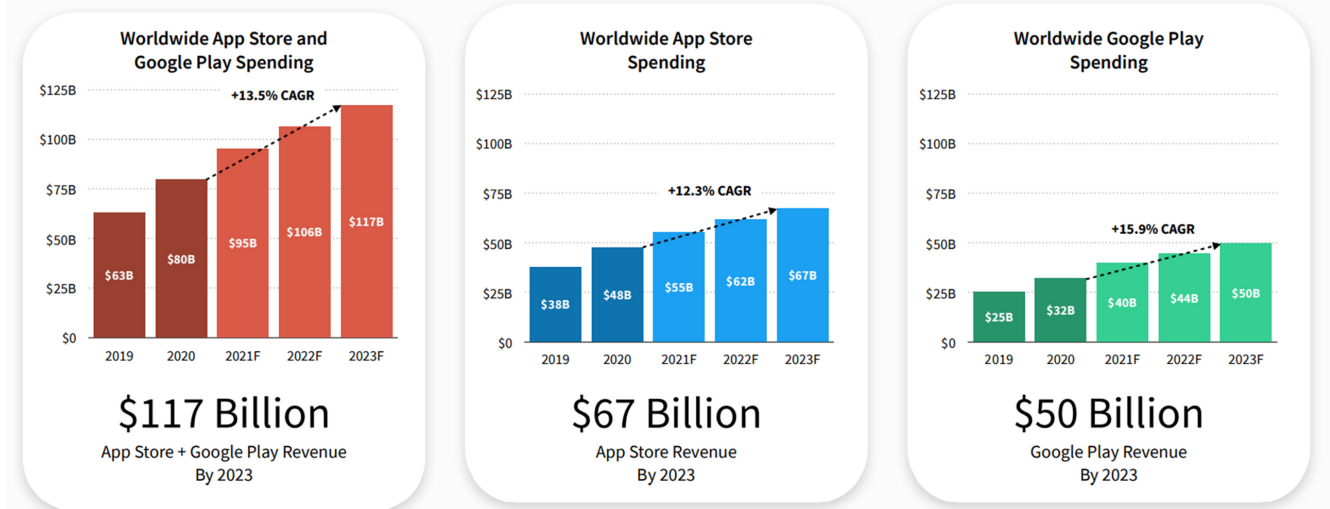 Worldwide App Store and
Google Play Spending
$125B
+13.5% CAGR
$100B
$75B
$50B
$25B
$0
$63B
$80B
$95B
$106B
$117B
2019
2020
2021F
2022F
2023F
$117 Billion
App Store + Google Play Revenue
By 2023
Worldwide App Store
Spending
$125B
$100B
$75B
+12.3% CAGR
$50B
$25B
$0
$38B
$48B
$55B
$62B
$67B
2019
2020
2021F
2022F
2023F
$67 Billion
App Store Revenue
By 2023
Worldwide Google Play
Spending
$125B
$100B
$75B
+15.9% CAGR
$50B
$25B
$0
$25B
$32B
$40B
$44B
$50B
2019
2020
2021F
2022F
2023F
$50 Billion
Google Play Revenue
By 2023